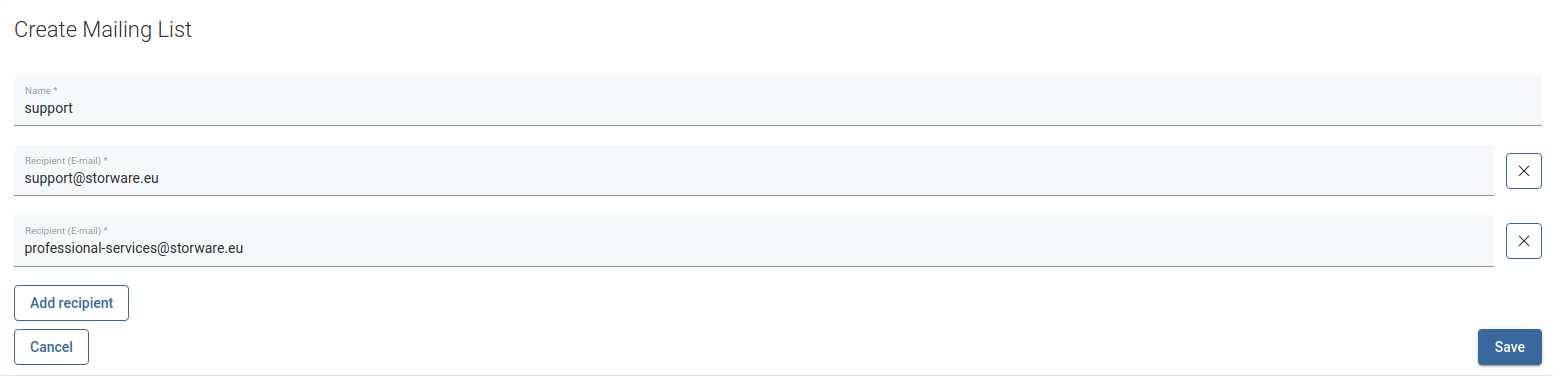 Create Mailing List
Name *
support
Recipient (E-mail) *
support@storware.eu
Recipient (E-mail) *
professional-services@storware.eu
Add recipient
Cancel
Save